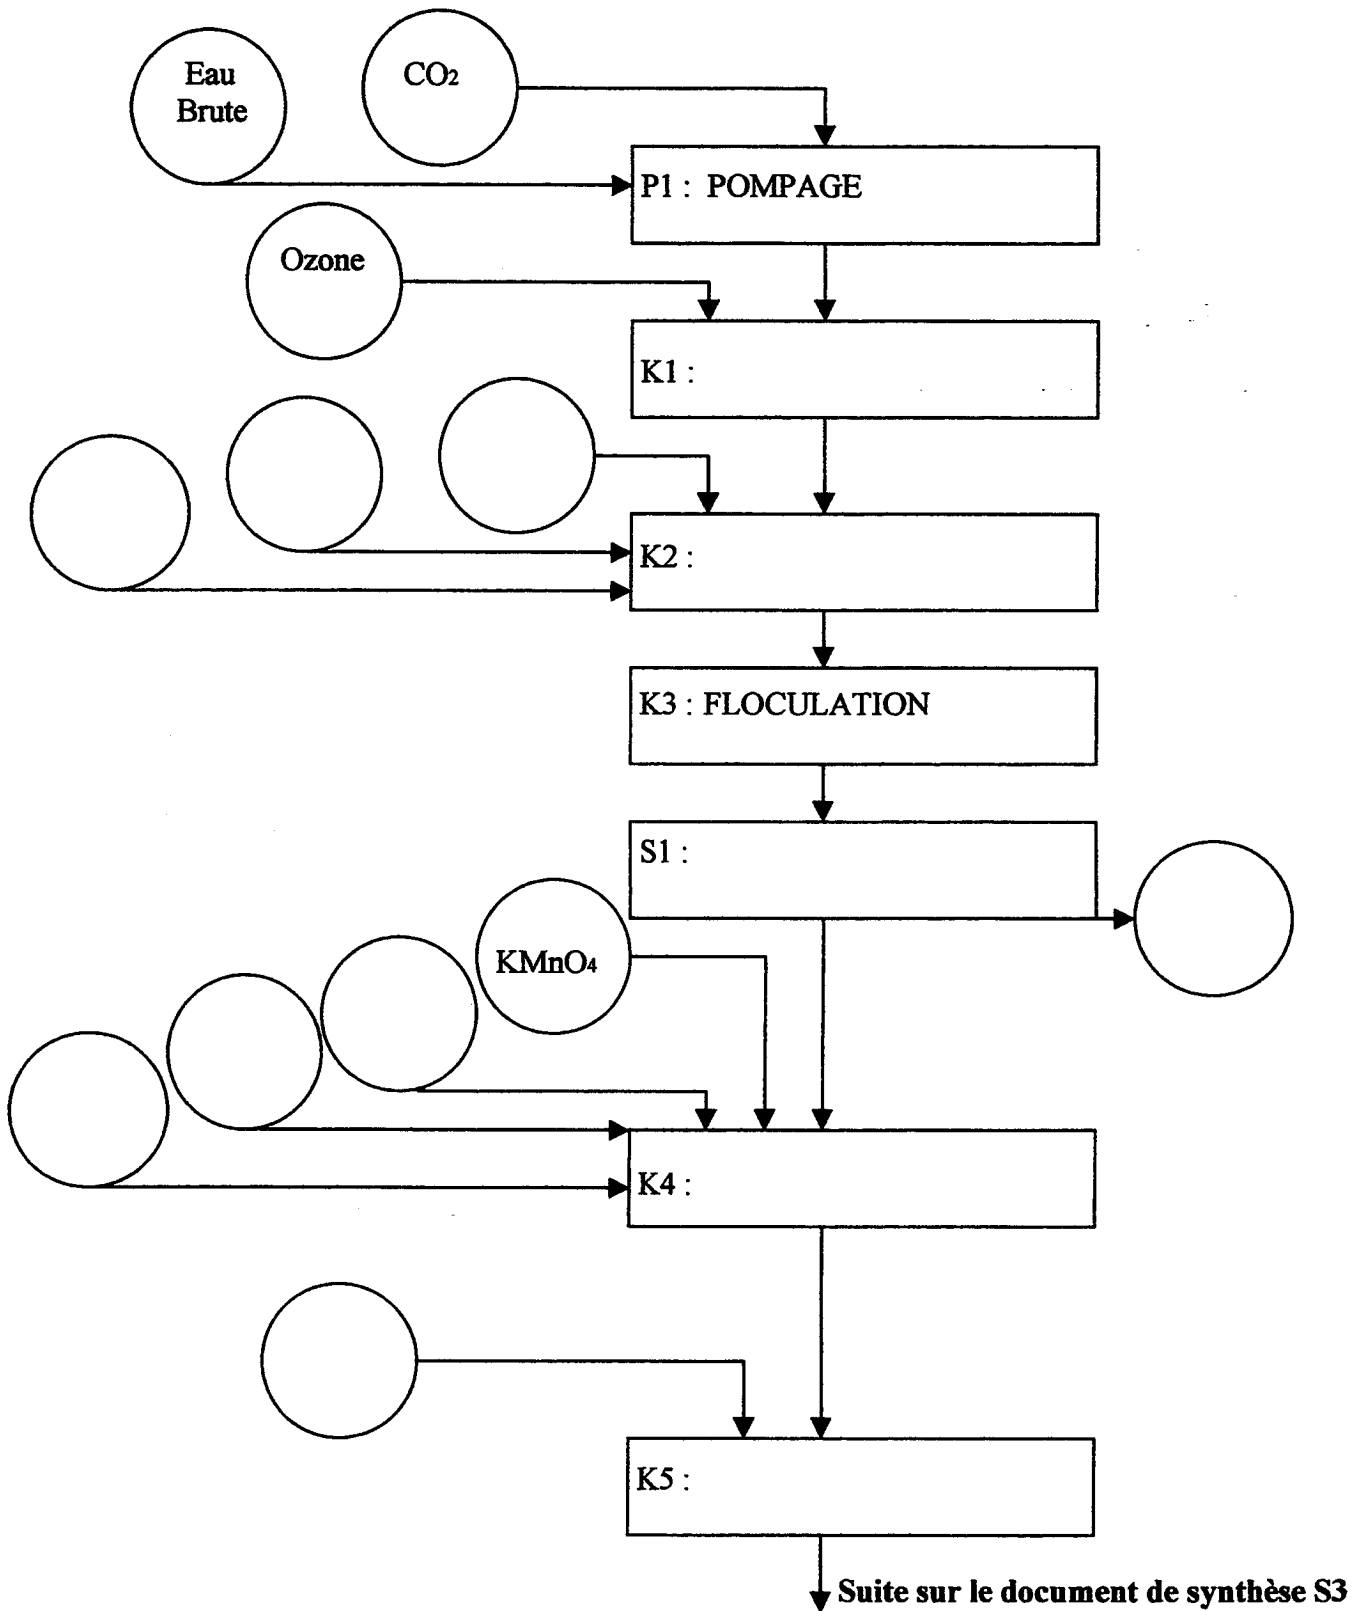 Eau
Brute
CO₂
P1 : POMPAGE
Ozone
K1 :
K2 :
K3 : FLOCULATION
S1 :
KMnO₄
K4 :
K5 :
Suite sur le document de synthèse S3